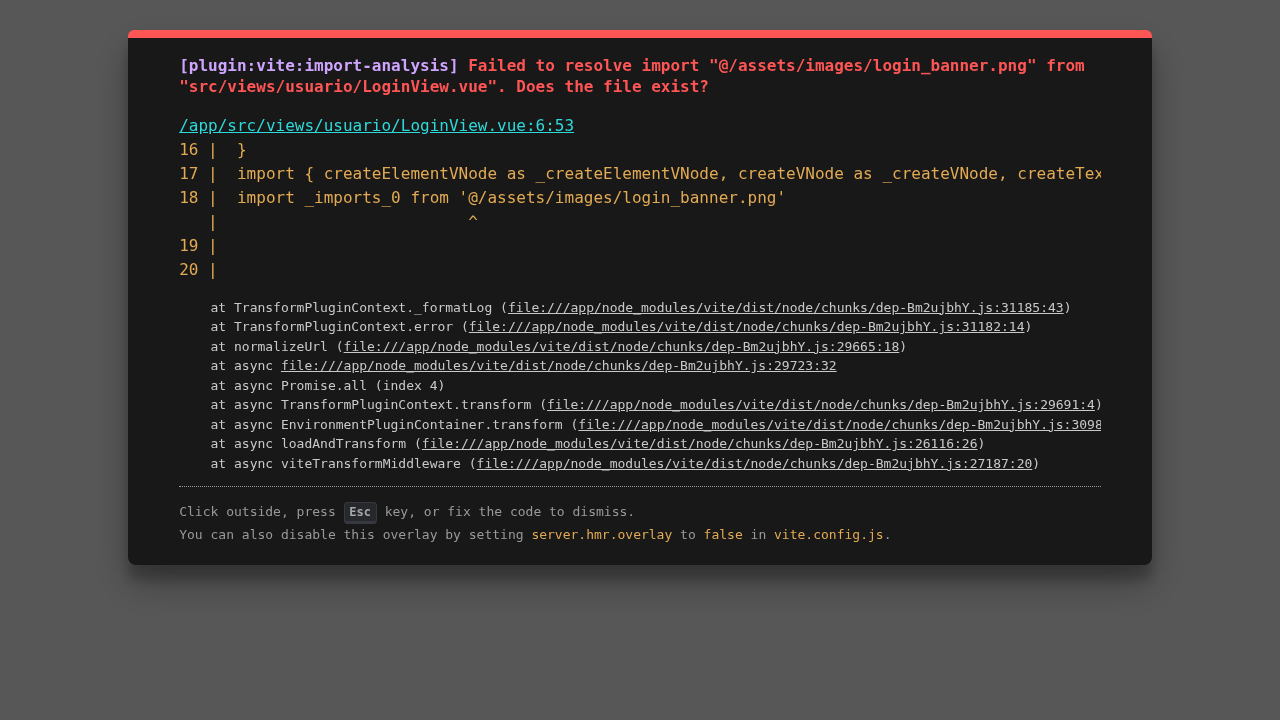 [plugin:vite:import-analysis] Failed to resolve import "@/assets/images/login_banner.png" from
"src/views/usuario/LoginView.vue". Does the file exist?
/app/src/views/usuario/LoginView.vue:6:53
16 |  }
17 |  import { createElementVNode as _createElementVNode, createVNode as _createVNode, createTex
18 |  import _imports_0 from '@/assets/images/login_banner.png'
   |                          ^
19 |
20 |
at TransformPluginContext._formatLog (file:///app/node_modules/vite/dist/node/chunks/dep-Bm2ujbhY.js:31185:43)
at TransformPluginContext.error (file:///app/node_modules/vite/dist/node/chunks/dep-Bm2ujbhY.js:31182:14)
at normalizeUrl (file:///app/node_modules/vite/dist/node/chunks/dep-Bm2ujbhY.js:29665:18)
at async file:///app/node_modules/vite/dist/node/chunks/dep-Bm2ujbhY.js:29723:32
at async Promise.all (index 4)
at async TransformPluginContext.transform (file:///app/node_modules/vite/dist/node/chunks/dep-Bm2ujbhY.js:29691:4)
at async EnvironmentPluginContainer.transform (file:///app/node_modules/vite/dist/node/chunks/dep-Bm2ujbhY.js:3098
at async loadAndTransform (file:///app/node_modules/vite/dist/node/chunks/dep-Bm2ujbhY.js:26116:26)
at async viteTransformMiddleware (file:///app/node_modules/vite/dist/node/chunks/dep-Bm2ujbhY.js:27187:20)
Click outside, press Esc key, or fix the code to dismiss.
You can also disable this overlay by setting server.hmr.overlay to false in vite.config.js.